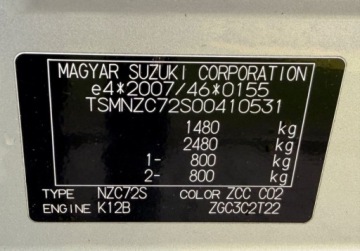 MAGYAR SUZUKI CORPORATION
e4*2007/46*0155
TSMNZC72S00410531
1480 kg
2480 kg
1- 800 kg
2- 800 kg
TYPE NZC72S COLOR ZCC C02
ENGINE K12B ZGC3C2T22